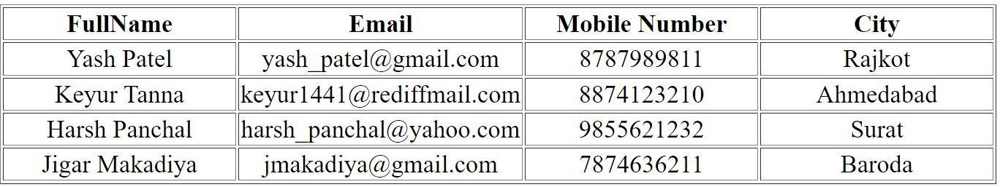 FullName Email Mobile Number City
Yash Patel yash_patel@gmail.com 8787989811 Rajkot
Keyur Tanna keyur1441@rediffmail.com 8874123210 Ahmedabad
Harsh Panchal harsh_panchal@yahoo.com 9855621232 Surat
Jigar Makadiya jmakadiya@gmail.com 7874636211 Baroda